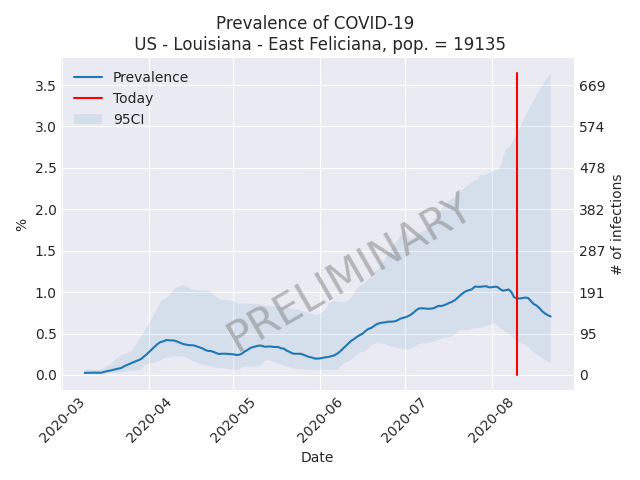 Prevalence of COVID-19
US - Louisiana - East Feliciana, pop. = 19135
Prevalence
Today
95CI
PRELIMINARY
%
3.5
3.0
2.5
2.0
1.5
1.0
0.5
0.0
669
574
478
382
287
191
95
0
# of infections
2020-03
2020-04
2020-05
2020-06
2020-07
2020-08
Date